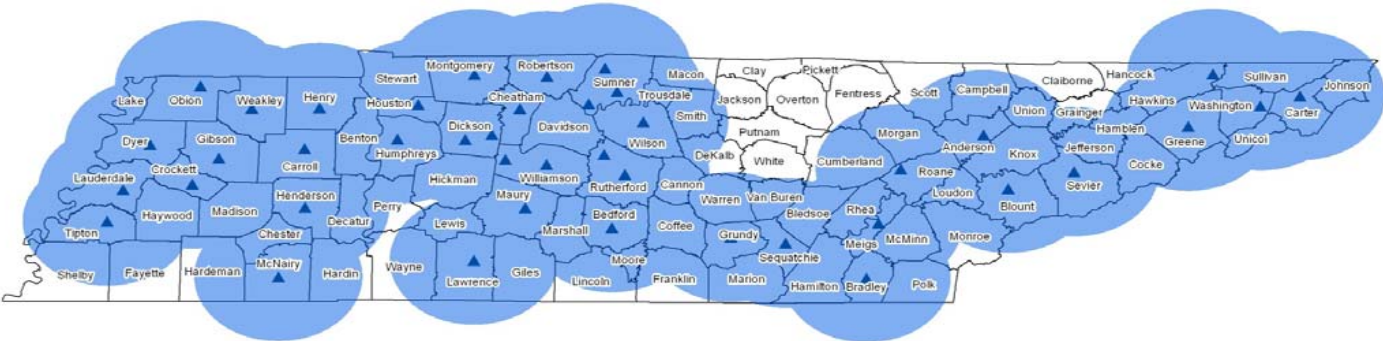 Lake
Obion
Weakley
Henry
Stewart
Montgomery
Robertson
Sumner
Macon
Trousdale
Clay
Pickett
Jackson
Overton
Fentress
Scott
Campbell
Claiborne
Hancock
Hawkins
Sullivan
Johnson
Washington
Carter
Union
Grainger
Hamblen
Greene
Unicoi
Houston
Cheatham
Dyer
Gibson
Benton
Dickson
Davidson
Wilson
Smith
Putnam
Morgan
Anderson
Knox
Jefferson
Cocke
Crockett
Carroll
Humphreys
DeKalb
White
Cumberland
Roane
Loudon
Sevier
Blount
Lauderdale
Haywood
Madison
Henderson
Decatur
Perry
Hickman
Williamson
Maury
Rutherford
Cannon
Warren
Van Buren
Bledsoe
Rhea
Tipton
Chester
Lewis
Marshall
Bedford
Coffee
Grundy
Sequatchie
Meigs
McMinn
Monroe
Shelby
Fayette
Hardeman
McNairy
Hardin
Wayne
Lawrence
Giles
Lincoln
Moore
Franklin
Marion
Hamilton
Bradley
Polk